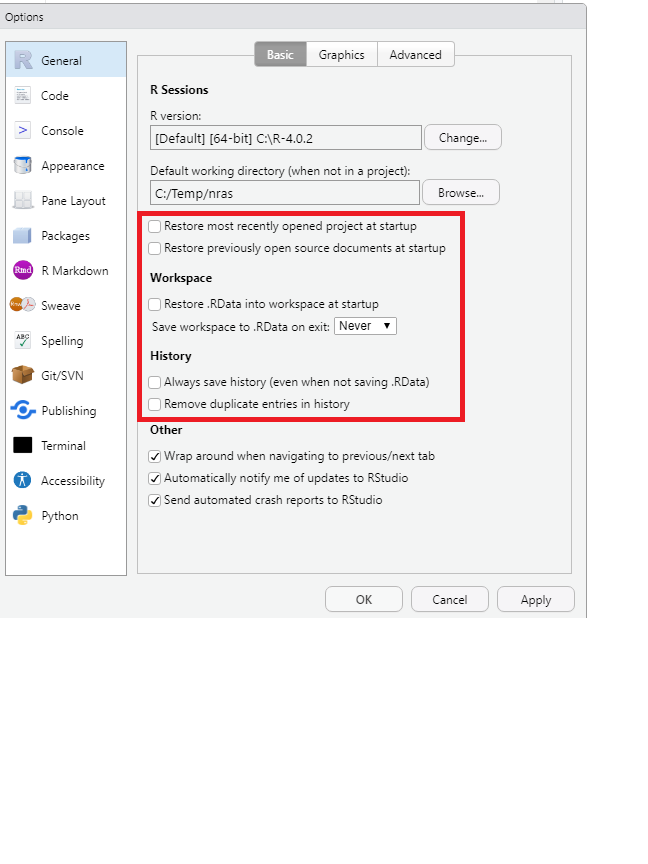 Options
General
Code
Console
Appearance
Pane Layout
Packages
Rmd R Markdown
Sweave
ABC Spelling
Git/SVN
Publishing
Terminal
Accessibility
Python
Basic Graphics Advanced
R Sessions
R version:
[Default] [64-bit] C:\R-4.0.2 Change...
Default working directory (when not in a project):
C:/Temp/nras Browse...
Restore most recently opened project at startup
Restore previously open source documents at startup
Workspace
Restore .RData into workspace at startup
Save workspace to .RData on exit: Never
History
Always save history (even when not saving .RData)
Remove duplicate entries in history
Other
Wrap around when navigating to previous/next tab
Automatically notify me of updates to RStudio
Send automated crash reports to RStudio
OK Cancel Apply